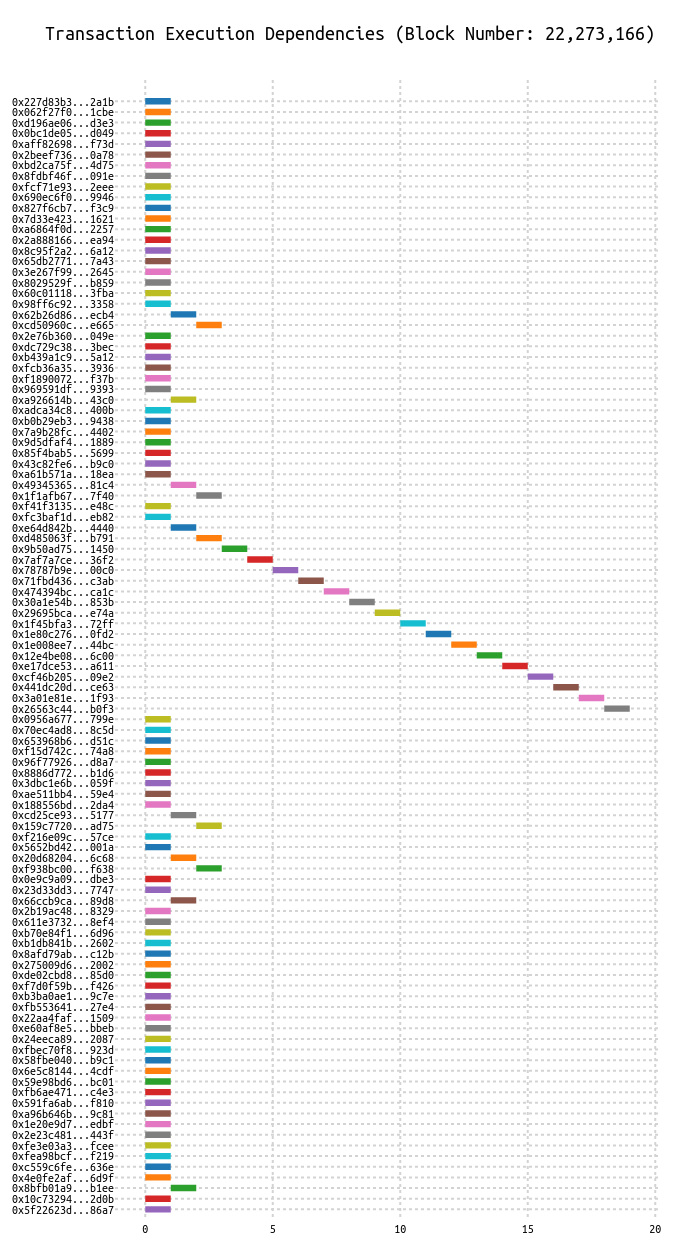 Transaction Execution Dependencies (Block Number: 22,273,166)
0x227d83b3...2a1b
0x062f27f0...1cbe
0xd196ae06...d3e3
0x0bc1de05...d049
0xaff82698...f73d
0x2beef736...0a78
0xbd2ca75f...4d75
0x8fdbf46f...091e
0xfcf71e93...2eee
0x690ec6f0...9946
0x827f6cb7...f3c9
0x7d33e423...1621
0xa6864f0d...2257
0x2a888166...ea94
0x8c95f2a2...6a12
0x65db2771...7a43
0x3e267f99...2645
0x8029529f...b859
0x60c01118...3fba
0x98ff6c92...3358
0x62b26d86...ecb4
0xcd50960c...e665
0x2e76b360...049e
0xdc729c38...3bec
0xb439a1c9...5a12
0xfcb36a35...3936
0xf1890072...f37b
0x969591df...9393
0xa926614b...43c0
0xadca34c8...400b
0xb0b29eb3...9438
0x7a9b28fc...4402
0x9d5dfaf4...1889
0x85f4bab5...5699
0x43c82fe6...b9c0
0xa61b571a...18ea
0x49345365...81c4
0x1f1afb67...7f40
0xf41f3135...e48c
0xfc3baf1d...eb82
0xe64d842b...4440
0xd485063f...b791
0x9b50ad75...1450
0x7af7a7ce...36f2
0x78787b9e...00c0
0x71fbd436...c3ab
0x474394bc...ca1c
0x30a1e54b...853b
0x29695bca...e74a
0x1f45bfa3...72ff
0x1e80c276...0fd2
0x1e008ee7...44bc
0x12e4be08...6c00
0xe17dce53...a611
0xcf46b205...09e2
0x441dc20d...ce63
0x3a01e81e...1f93
0x26563c44...b0f3
0x0956a677...799e
0x70ec4ad8...8c5d
0x653968b6...d51c
0xf15d742c...74a8
0x96f77926...d8a7
0x8886d772...b1d6
0x3dbc1e6b...059f
0xae511bb4...59e4
0x188556bd...2da4
0xcd25ce93...5177
0x159c7720...ad75
0xf216e09c...57ce
0x5652bd42...001a
0x20d68204...6c68
0xf938bc00...f638
0x0e9c9a09...dbe3
0x23d33dd3...7747
0x66ccb9ca...89d8
0x2b19ac48...8329
0x611e3732...8ef4
0xb70e84f1...6d96
0xb1db841b...2602
0x8afd79ab...c12b
0x275009d6...2002
0xde02cbd8...85d0
0xf7d0f59b...f426
0xb3ba0ae1...9c7e
0xfb553641...27e4
0x22aa4faf...1509
0xe60af8e5...bbeb
0x24eeca89...2087
0xfbec70f8...923d
0x58fbe040...b9c1
0x6e5c8144...4cdf
0x59e98bd6...bc01
0xfb6ae471...c4e3
0x591fa6ab...f810
0xa96b646b...9c81
0x1e20e9d7...edbf
0x2e23c481...443f
0xfe3e03a3...fcee
0xfea98bcf...f219
0xc559c6fe...636e
0x4e0fe2af...6d9f
0x8bfb01a9...b1ee
0x10c73294...2d0b
0x5f22623d...86a7
0 5 10 15 20